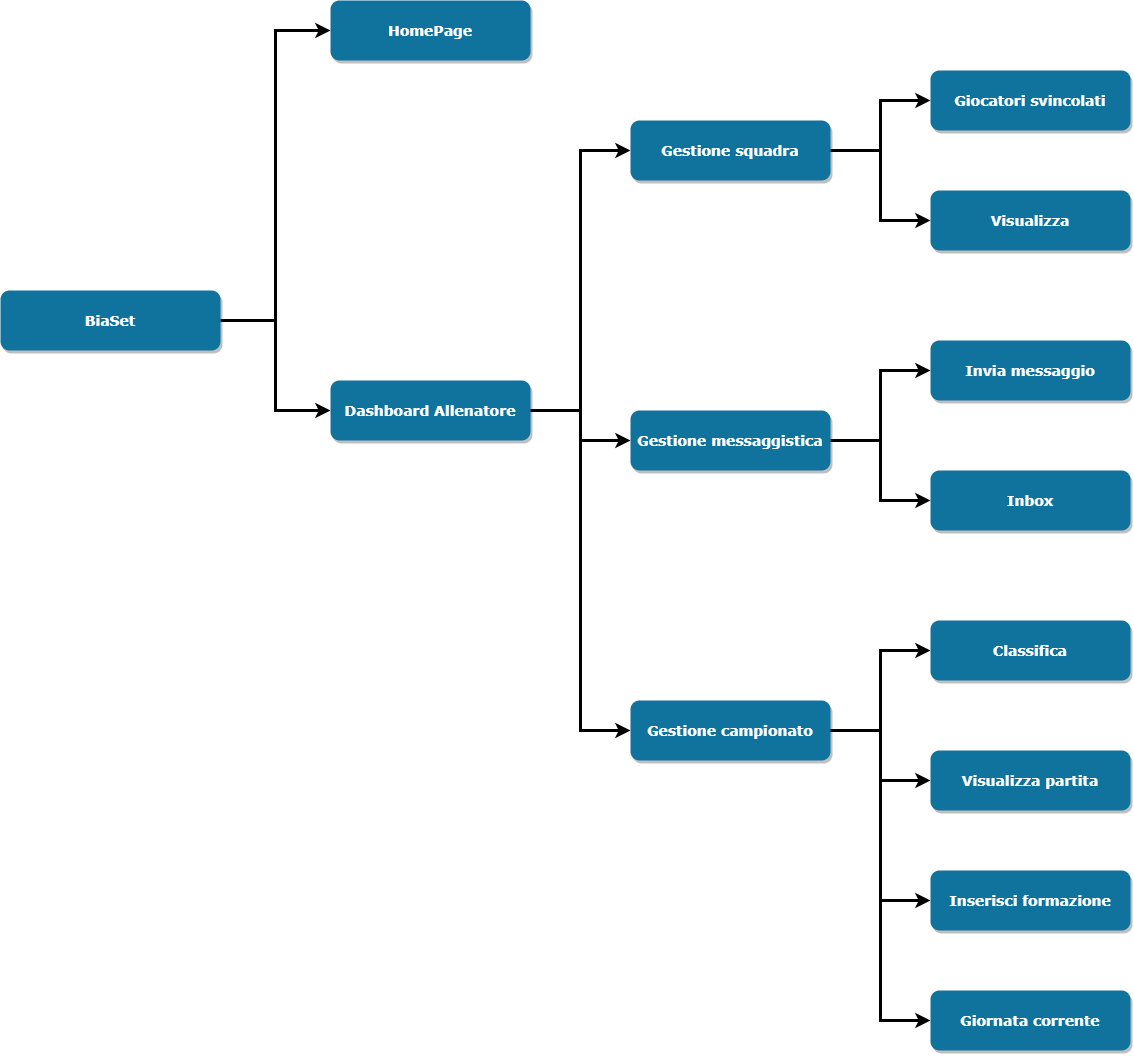 HomePage
Giocatori svincolati
Gestione squadra
Visualizza
BiaSet
Invia messaggio
Dashboard Allenatore
Gestione messaggistica
Inbox
Classifica
Gestione campionato
Visualizza partita
Inserisci formazione
Giornata corrente